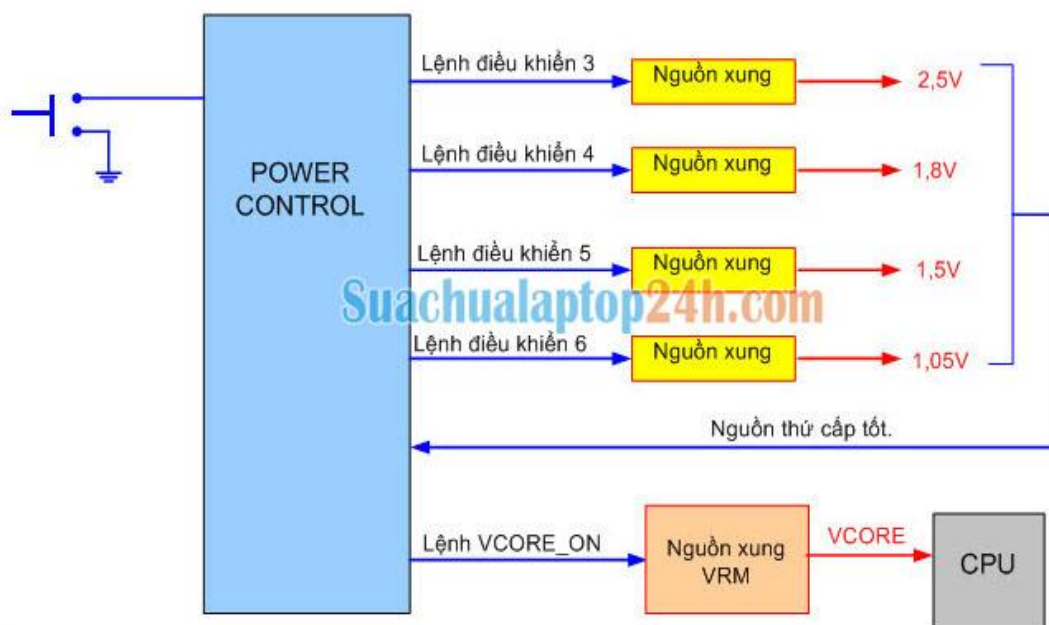 Lệnh điều khiển 3
Nguồn xung
2,5V
Lệnh điều khiển 4
Nguồn xung
1,8V
POWER
CONTROL
Lệnh điều khiển 5
Nguồn xung
1,5V
Suachualaptop24h.com
Lệnh điều khiển 6
Nguồn xung
1,05V
Nguồn thứ cấp tốt.
Lệnh VCORE_ON
Nguồn xung
VRM
VCORE
CPU